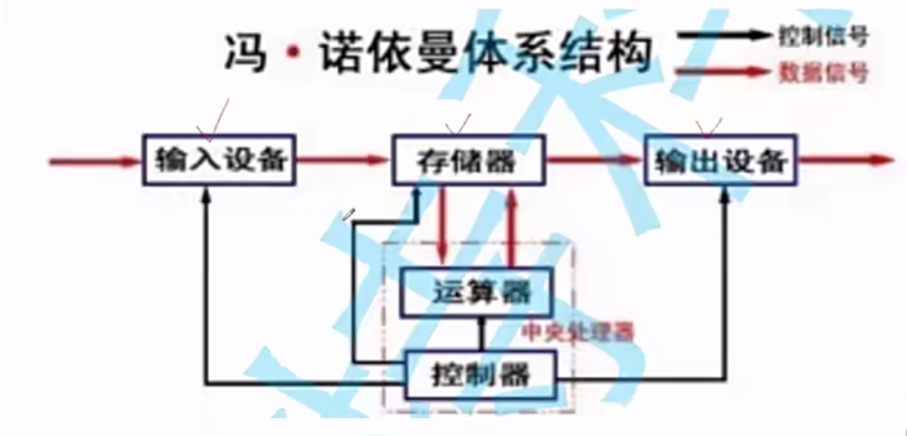 冯·诺依曼体系结构
控制信号
数据信号
输入设备
存储器
输出设备
运算器
中央处理器
控制器